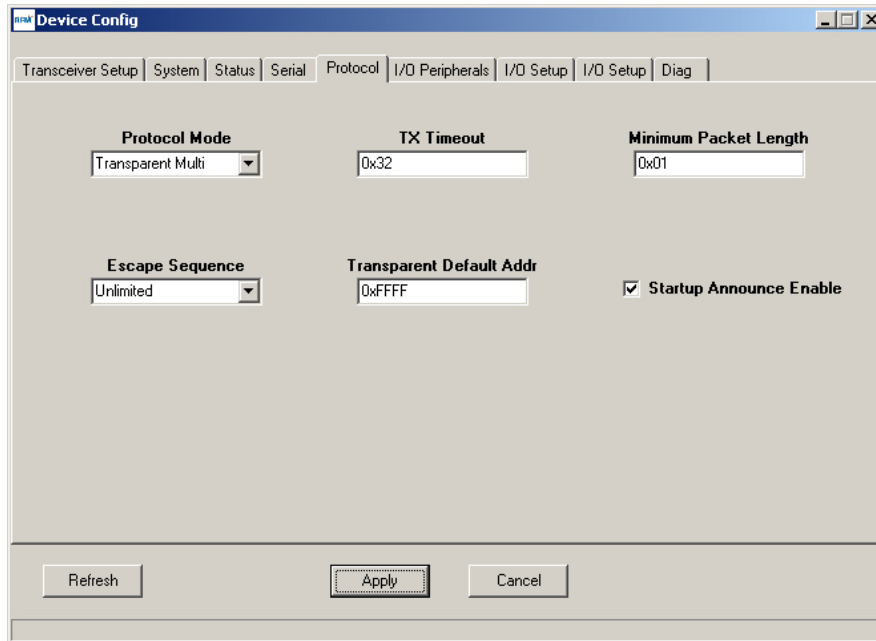 RFM Device Config
Transceiver Setup System Status Serial Protocol I/O Peripherals I/O Setup I/O Setup Diag
Protocol Mode TX Timeout Minimum Packet Length
Transparent Multi 0x32 0x01
Escape Sequence Transparent Default Addr
Unlimited 0xFFFF Startup Announce Enable
Refresh Apply Cancel